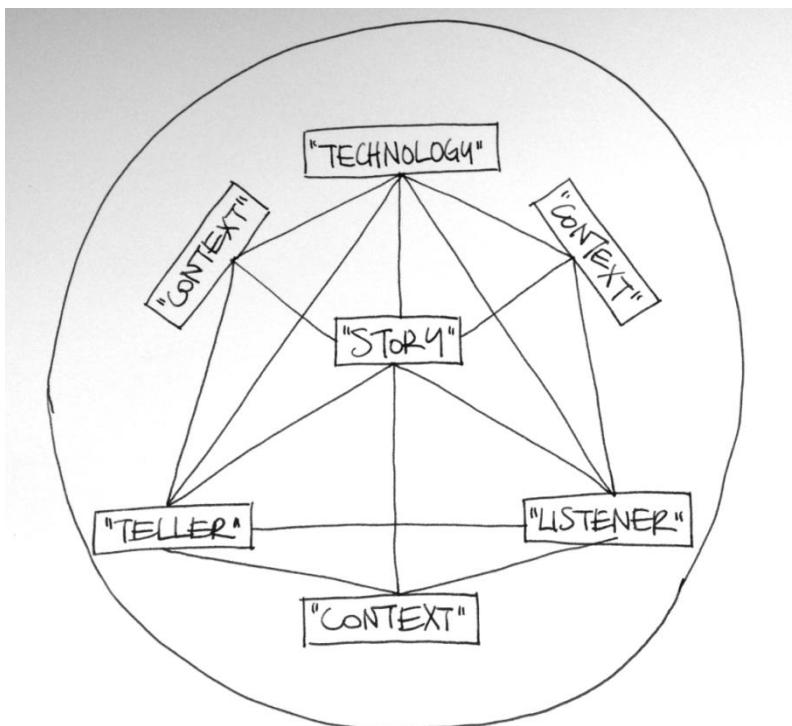 "TECHNOLOGY"
"CONTEXT"
"CONTEXT"
"STORY"
"TELLER"
"LISTENER"
"CONTEXT"